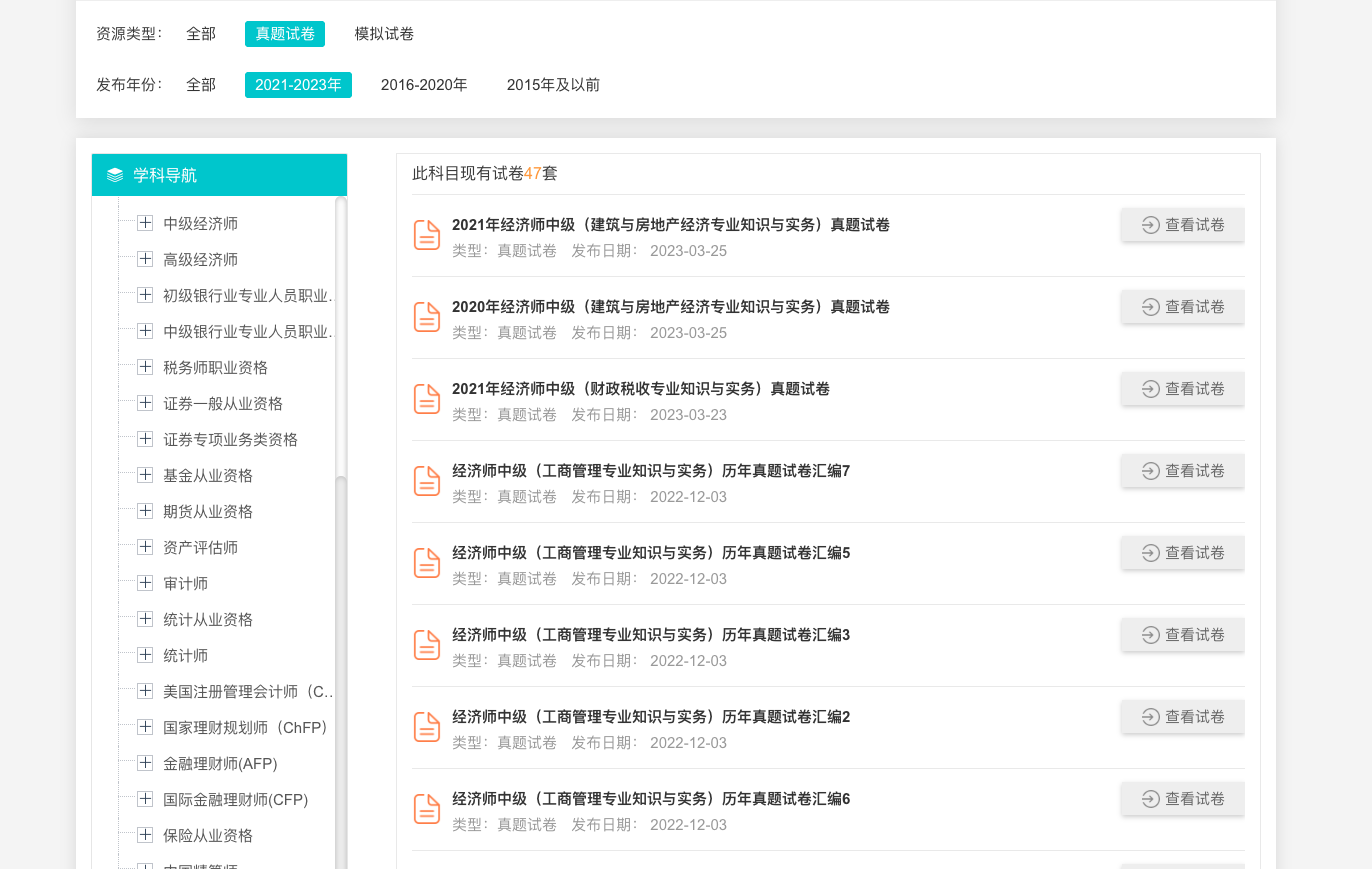 资源类型： 全部 真题试卷 模拟试卷
发布年份： 全部 2021-2023年 2016-2020年 2015年及以前
学科导航
中级经济师
高级经济师
初级银行业专业人员职业..
中级银行业专业人员职业..
税务师职业资格
证券一般从业资格
证券专项业务类资格
基金从业资格
期货从业资格
资产评估师
审计师
统计从业资格
统计师
美国注册管理会计师（C..
国家理财规划师（ChFP）
金融理财师(AFP)
国际金融理财师(CFP)
保险从业资格
此科目现有试卷47套
2021年经济师中级（建筑与房地产经济专业知识与实务）真题试卷
查看试卷
类型：真题试卷 发布日期： 2023-03-25
2020年经济师中级（建筑与房地产经济专业知识与实务）真题试卷
查看试卷
类型：真题试卷 发布日期： 2023-03-25
2021年经济师中级（财政税收专业知识与实务）真题试卷
查看试卷
类型：真题试卷 发布日期： 2023-03-23
经济师中级（工商管理专业知识与实务）历年真题试卷汇编7
查看试卷
类型：真题试卷 发布日期： 2022-12-03
经济师中级（工商管理专业知识与实务）历年真题试卷汇编5
查看试卷
类型：真题试卷 发布日期： 2022-12-03
经济师中级（工商管理专业知识与实务）历年真题试卷汇编3
查看试卷
类型：真题试卷 发布日期： 2022-12-03
经济师中级（工商管理专业知识与实务）历年真题试卷汇编2
查看试卷
类型：真题试卷 发布日期： 2022-12-03
经济师中级（工商管理专业知识与实务）历年真题试卷汇编6
查看试卷
类型：真题试卷 发布日期： 2022-12-03